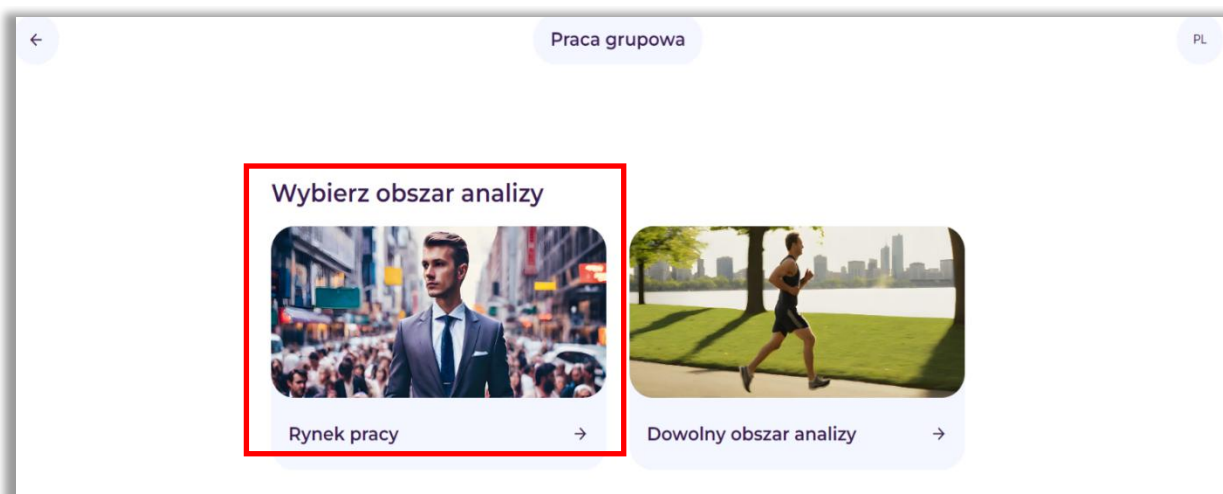 ←
Praca grupowa
PL
Wybierz obszar analizy
Rynek pracy →
Dowolny obszar analizy →